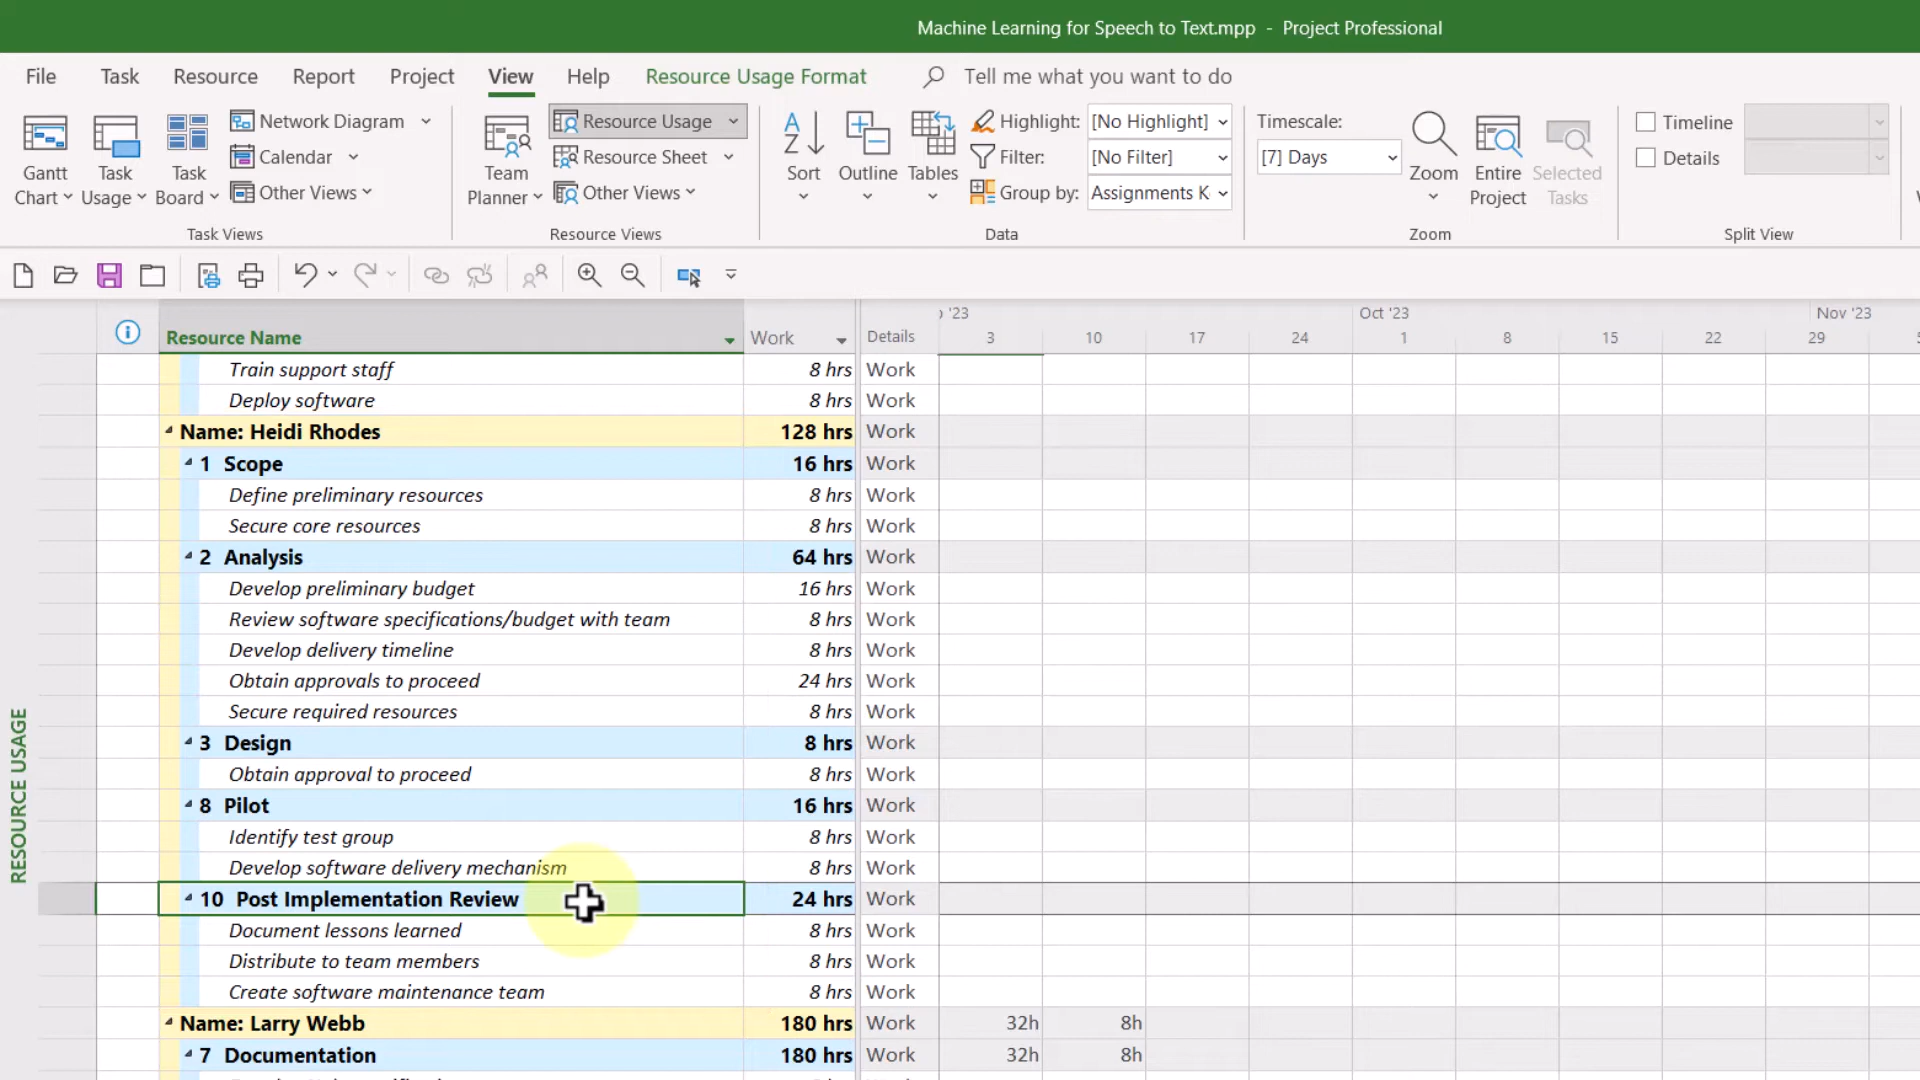 Machine Learning for Speech to Text.mpp - Project Professional
File Task Resource Report Project View Help Resource Usage Format Tell me what you want to do
Gantt Chart
Task Usage
Task Board
Network Diagram
Calendar
Other Views
Task Views
Team Planner
Resource Usage
Resource Sheet
Other Views
Resource Views
Sort
Outline
Tables
Highlight: [No Highlight]
Filter: [No Filter]
Group by: Assignments K
Data
Timescale:
[7] Days
Zoom
Entire Project
Selected Tasks
Zoom
Timeline
Details
Split View
'23 Oct '23 Nov '23
Resource Name Work Details 3 10 17 24 1 8 15 22 29
Train support staff 8 hrs Work
Deploy software 8 hrs Work
Name: Heidi Rhodes 128 hrs Work
1 Scope 16 hrs Work
Define preliminary resources 8 hrs Work
Secure core resources 8 hrs Work
2 Analysis 64 hrs Work
Develop preliminary budget 16 hrs Work
Review software specifications/budget with team 8 hrs Work
Develop delivery timeline 8 hrs Work
Obtain approvals to proceed 24 hrs Work
Secure required resources 8 hrs Work
3 Design 8 hrs Work
Obtain approval to proceed 8 hrs Work
8 Pilot 16 hrs Work
Identify test group 8 hrs Work
Develop software delivery mechanism 8 hrs Work
10 Post Implementation Review 24 hrs Work
Document lessons learned 8 hrs Work
Distribute to team members 8 hrs Work
Create software maintenance team 8 hrs Work
Name: Larry Webb 180 hrs Work 32h 8h
7 Documentation 180 hrs Work 32h 8h
RESOURCE USAGE